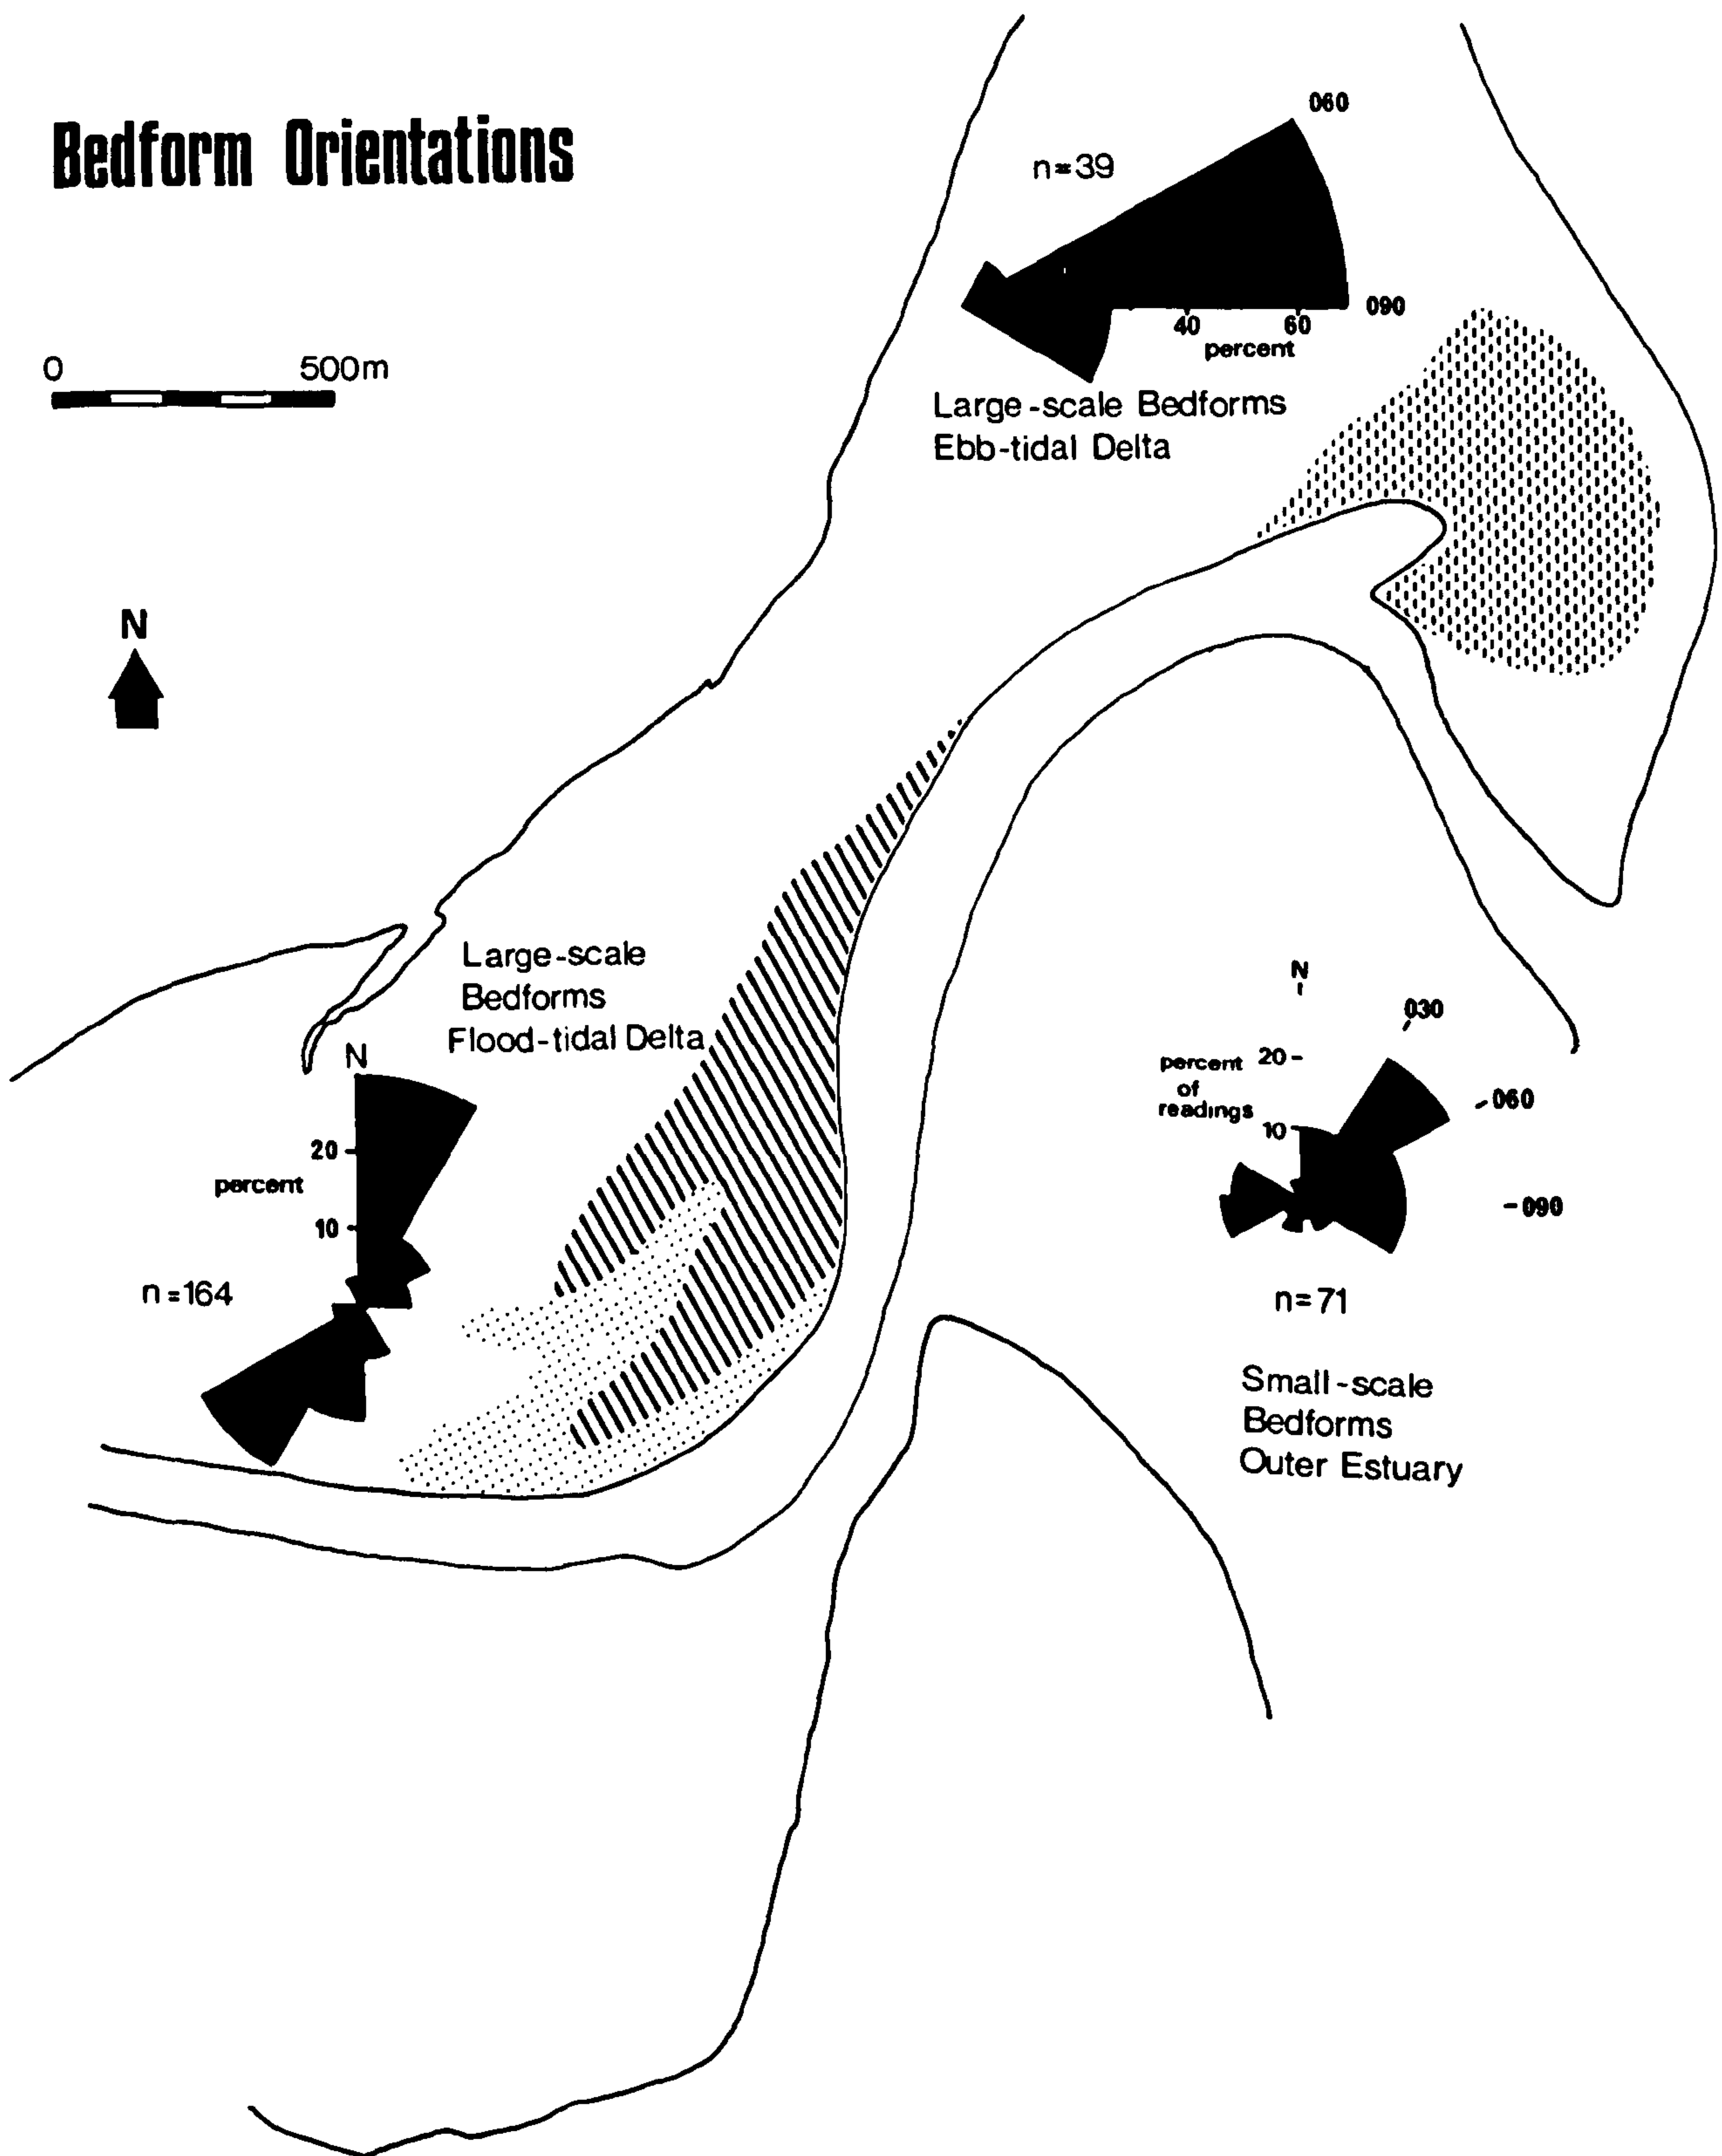 Bedform Orientations
060
n=39
090
40 60
percent
0 500m
Large-scale Bedforms
Ebb-tidal Delta
N
Large-scale
Bedforms
Flood-tidal Delta
N
20
percent
10
n=164
N
030
percent
of
readings
20
060
10
090
n=71
Small-scale
Bedforms
Outer Estuary